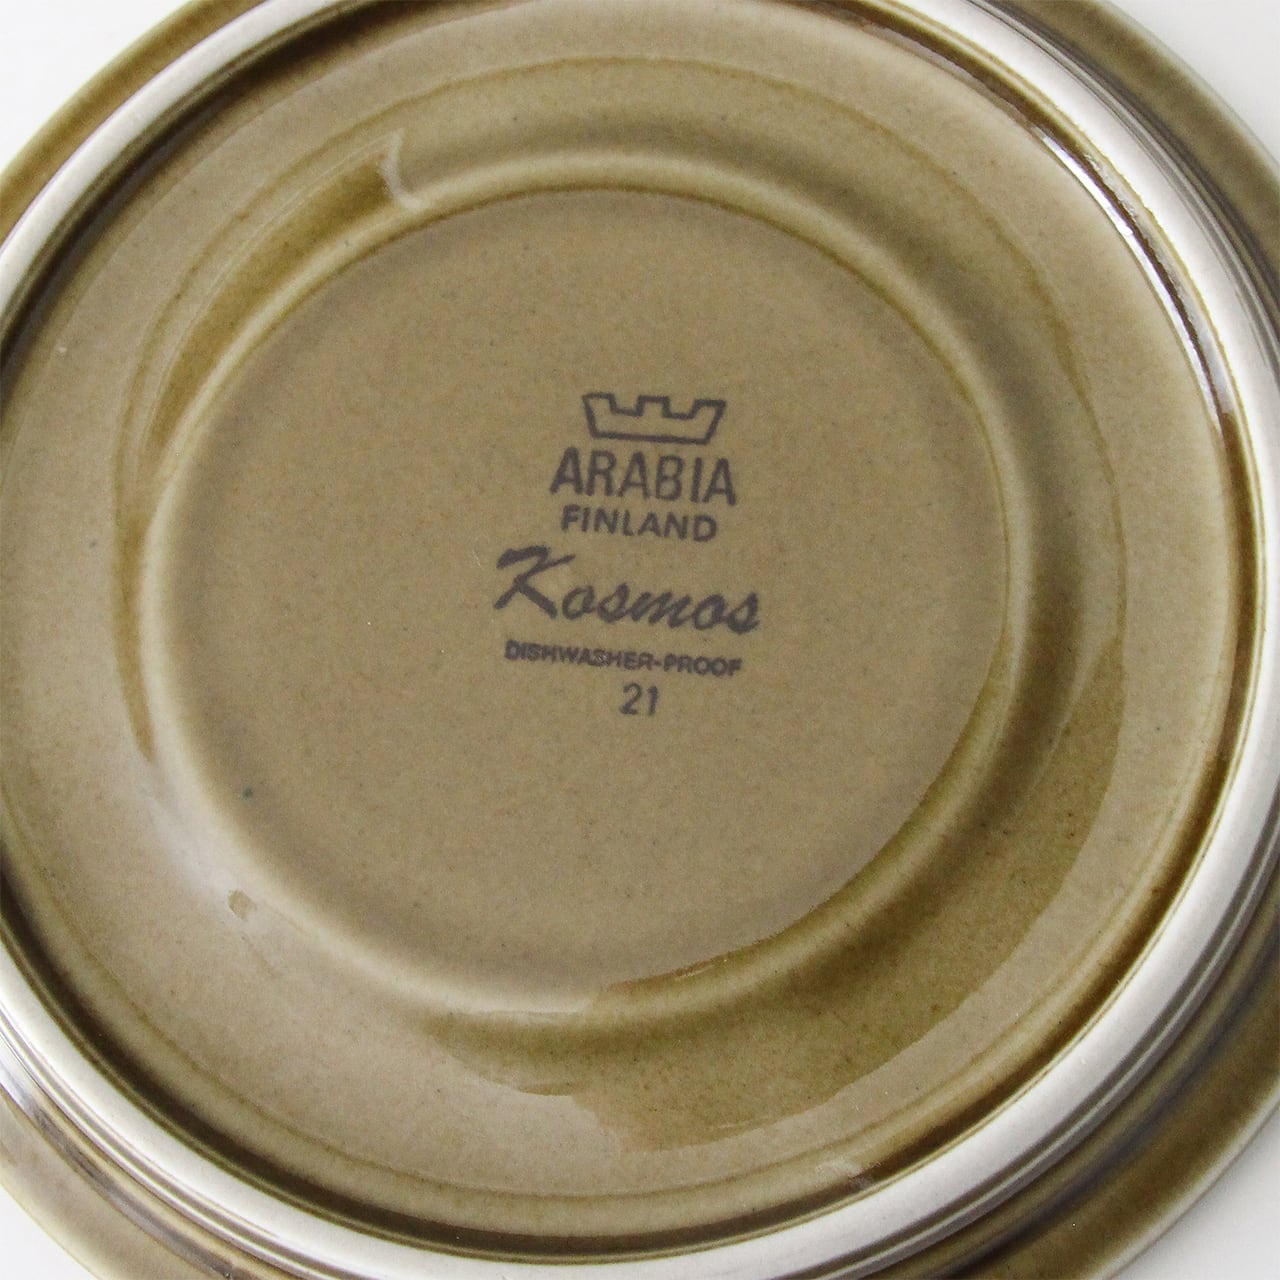 ARABIA
FINLAND
Kosmos
DISHWASHER-PROOF
21